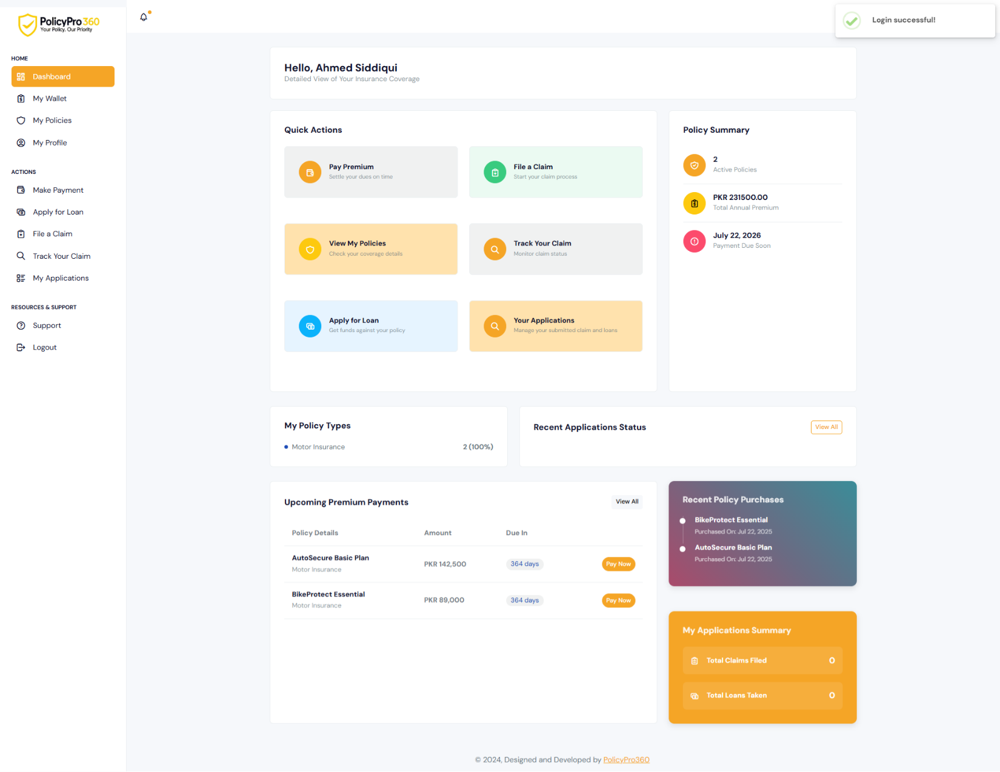 PolicyPro360
Your Policy, Our Priority
HOME
Dashboard
My Wallet
My Policies
My Profile
ACTIONS
Make Payment
Apply for Loan
File a Claim
Track Your Claim
My Applications
RESOURCES & SUPPORT
Support
Logout
Login successful!
Hello, Ahmed Siddiqui
Detailed View of Your Insurance Coverage
Quick Actions
Pay Premium
Settle your dues on time
File a Claim
Start your claim process
View My Policies
Check your coverage details
Track Your Claim
Monitor claim status
Apply for Loan
Get funds against your policy
Your Applications
Manage your submitted claim and loans
Policy Summary
2
Active Policies
PKR 231500.00
Total Annual Premium
July 22, 2026
Payment Due Soon
My Policy Types
Motor Insurance 2 (100%)
Recent Applications Status View All
Upcoming Premium Payments View All
Policy Details Amount Due In
AutoSecure Basic Plan
Motor Insurance
PKR 142,500 364 days Pay Now
BikeProtect Essential
Motor Insurance
PKR 89,000 364 days Pay Now
Recent Policy Purchases
BikeProtect Essential
Purchased On: Jul 22, 2025
AutoSecure Basic Plan
Purchased On: Jul 22, 2025
My Applications Summary
Total Claims Filed 0
Total Loans Taken 0
© 2024, Designed and Developed by PolicyPro360